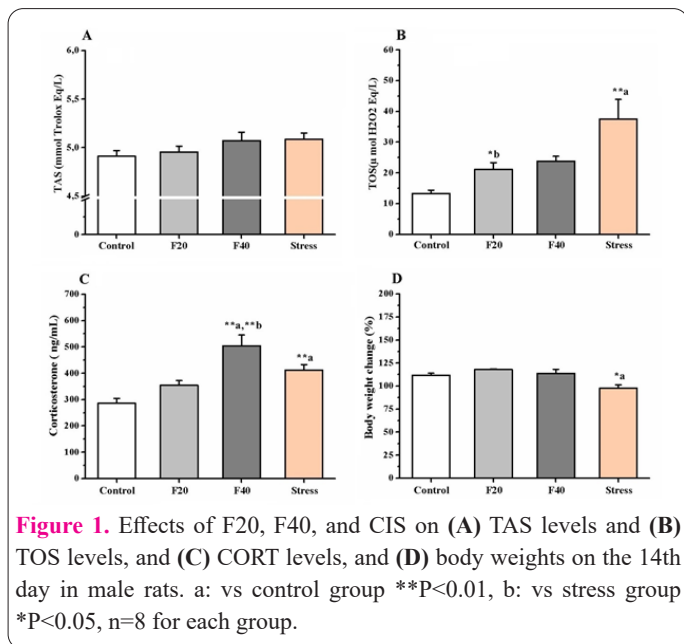 A
TAS (mmol Trolox Eq/L)
6,0
5,5
5,0
4,5
0
Control F20 F40 Stress
B
TOS(µ mol H2O2 Eq/L)
60
50
40
30
20
10
0
*b
**a
Control F20 F40 Stress
C
Corticosterone ( ng/mL)
700
600
500
400
300
200
100
0
**a,**b
**a
Control F20 F40 Stress
D
Body weight change (%)
200
175
150
125
100
75
50
25
0
*a
Control F20 F40 Stress
Figure 1. Effects of F20, F40, and CIS on (A) TAS levels and (B)
TOS levels, and (C) CORT levels, and (D) body weights on the 14th
day in male rats. a: vs control group **P<0.01, b: vs stress group
*P<0.05, n=8 for each group.